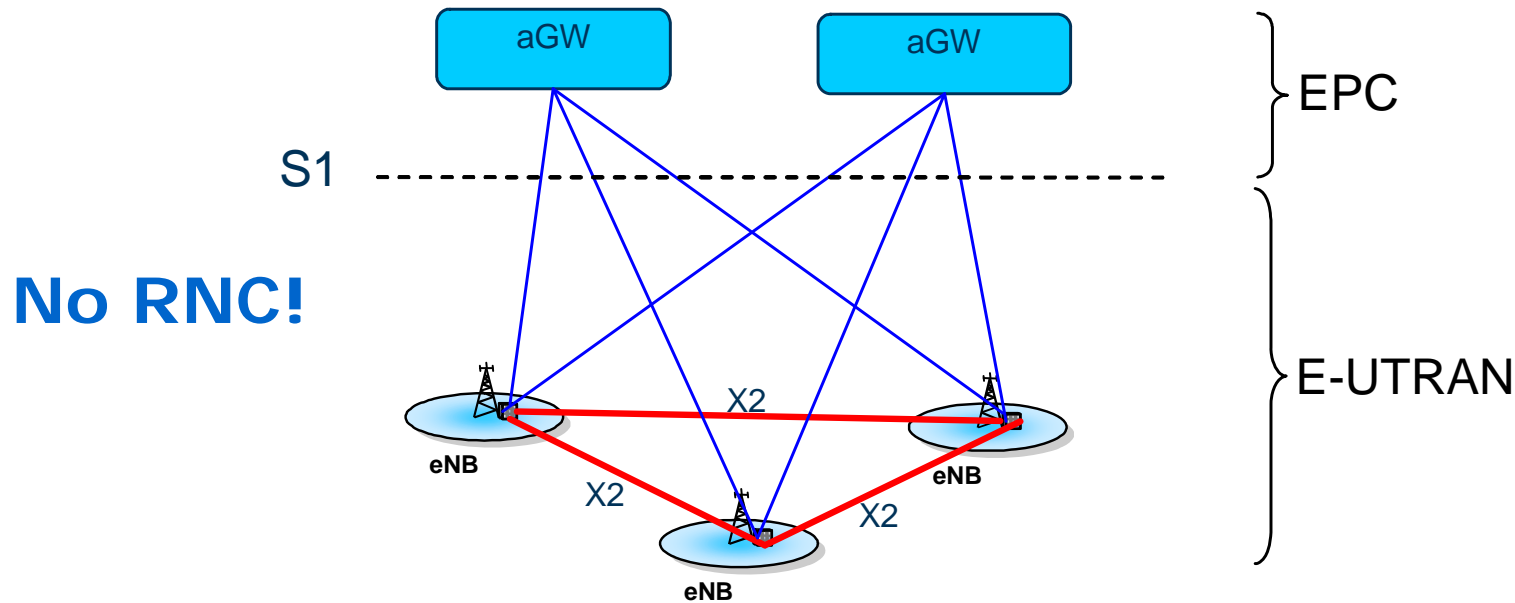 aGW
aGW
EPC
S1
No RNC!
E-UTRAN
X2
eNB
eNB
X2
X2
eNB